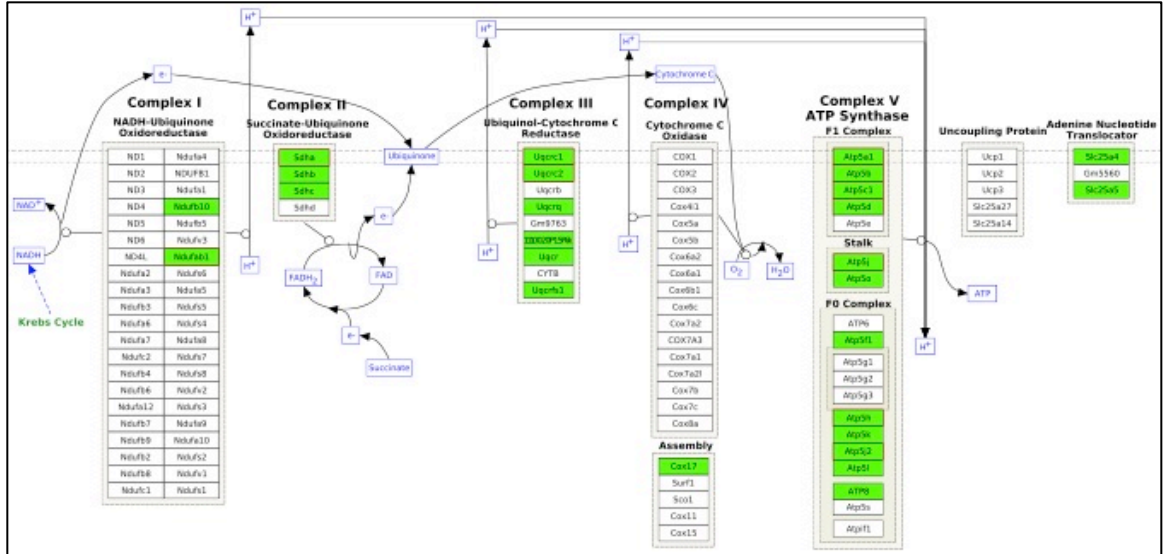 H+
H+
H+
e-
Cytochrome C
Complex I
NADH-Ubiquinone
Oxidoreductase
Complex II
Succinate-Ubiquinone
Oxidoreductase
Complex III
Ubiquinol-Cytochrome C
Reductase
Complex IV
Cytochrome C
Oxidase
Complex V
ATP Synthase
F1 Complex
Uncoupling Protein
Adenine Nucleotide
Translocator
ND1 Ndufa4
ND2 NDUFB1
ND3 Ndufa1
ND4 Ndufb10
ND5 Ndufb5
ND6 Ndufv3
ND4L Ndufab1
Ndufa2 Ndufs6
Ndufa3 Ndufa5
Ndufb3 Ndufs5
Ndufa6 Ndufs4
Ndufa7 Ndufa8
Ndufc2 Ndufs7
Ndufb4 Ndufs8
Ndufb6 Ndufv2
Ndufa12 Ndufs3
Ndufb7 Ndufa9
Ndufb9 Ndufa10
Ndufb2 Ndufs2
Ndufb8 Ndufv1
Ndufc1 Ndufs1
NAD+
NADH
Krebs Cycle
H+
Sdha
Sdhb
Sdhc
Sdhd
Ubiquinone
e-
FADH2
FAD
e-
Succinate
H+
Uqcrc1
Uqcrc2
Uqcrb
Uqcrq
Gm9763
Uqcr
CYTB
Uqcrfs1
H+
COX1
COX2
COX3
Cox4i1
Cox5a
Cox5b
Cox6a2
Cox6a1
Cox6b1
Cox6c
Cox7a2
COX7A3
Cox7a1
Cox7a2l
Cox7b
Cox7c
Cox8a
Assembly
Cox17
Surf1
Sco1
Cox11
Cox15
O2
H2O
Atp5a1
Atp5b
Atp5c1
Atp5d
Atp5e
Stalk
Atp5j
Atp5o
F0 Complex
ATP6
Atp5f1
Atp5g1
Atp5g2
Atp5g3
Atp5h
Atp5k
Atp5j2
Atp5l
ATP8
Atp5s
Atpif1
H+
ATP
Ucp1
Ucp2
Ucp3
Slc25a27
Slc25a14
Slc25a4
Gm5560
Slc25a5